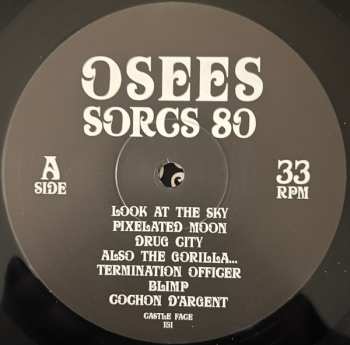 OSEES
SORCS 80
A
SIDE
33
RPM
LOOK AT THE SKY
PIXELATED MOON
DRUG CITY
ALSO THE GORILLA...
TERMINATION OFFICER
BLIMP
COCHON D'ARGENT
CASTLE FACE
151